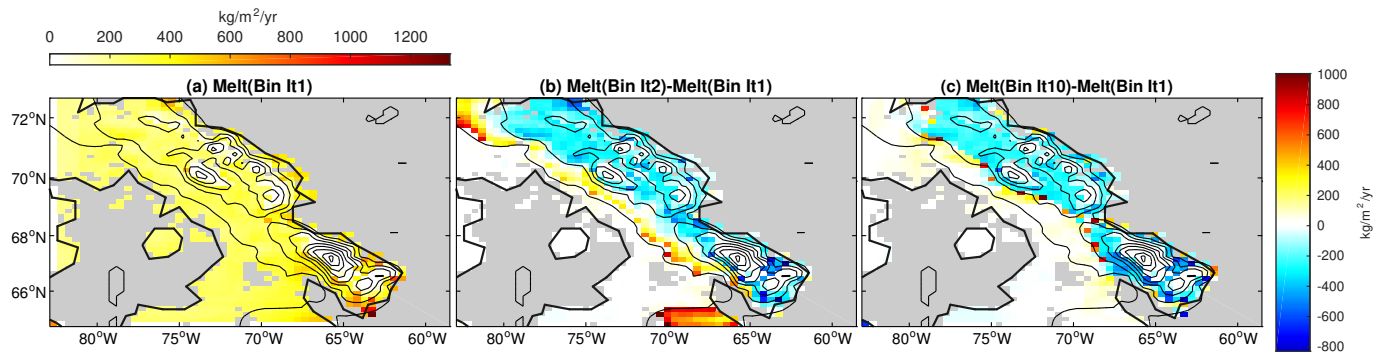 kg/m²/yr
0 200 400 600 800 1000 1200
(a) Melt(Bin It1) (b) Melt(Bin It2)-Melt(Bin It1) (c) Melt(Bin It10)-Melt(Bin It1)
72°N
70°N
68°N
66°N
80°W 75°W 70°W 65°W 60°W 80°W 75°W 70°W 65°W 60°W 80°W 75°W 70°W 65°W 60°W
1000
800
600
400
200
0
-200
-400
-600
-800
kg/m²/yr